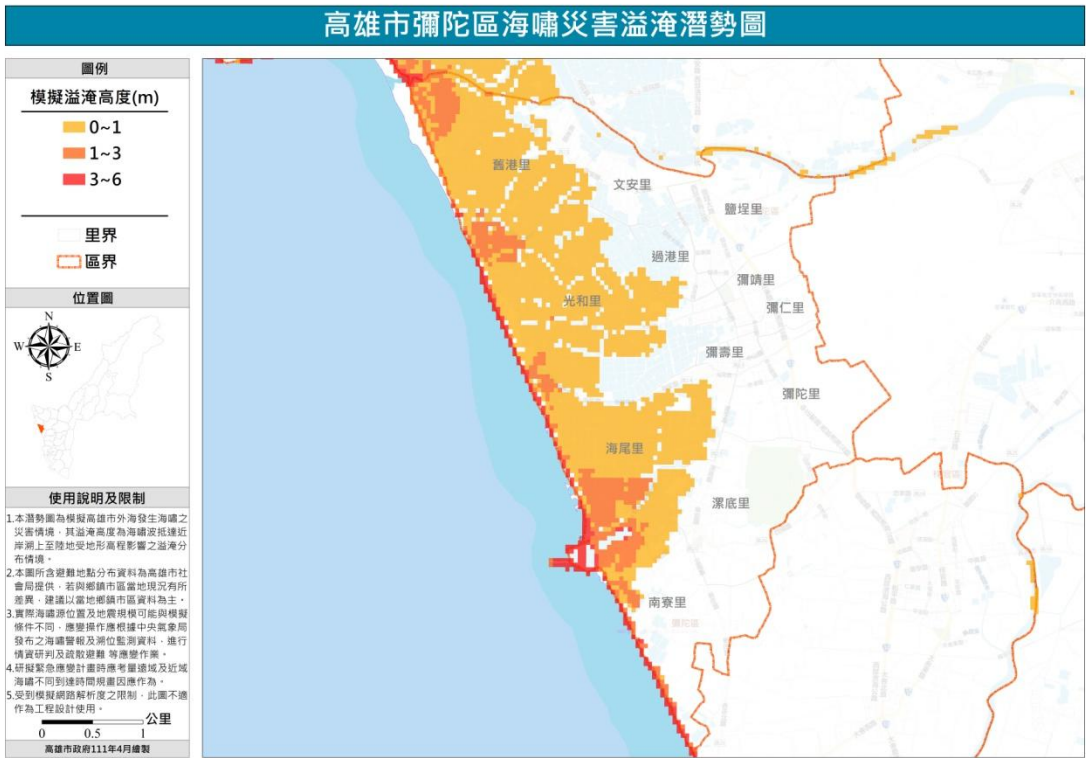 高雄市彌陀區海嘯災害溢淹潛勢圖
圖例
模擬溢淹高度(m)
0~1
1~3
3~6
里界
區界
位置圖
N
W
E
S
使用說明及限制
1.本潛勢圖為模擬高雄市外海發生海嘯之
災害情境，其溢淹高度為海嘯波抵達近
岸溯上至陸地受地形高程影響之溢淹分
布情境。
2.本圖所含避難地點分布資料為高雄市社
會局提供，若與鄉鎮市區當地現況有所
差異，建議以當地鄉鎮市區資料為主。
3.實際海嘯源位置及地震規模可能與模擬
條件不同，應變操作應根據中央氣象局
發布之海嘯警報及潮位監測資料，進行
情資研判及疏散避難 等應變作業。
4.研擬緊急應變計畫時應考量遠域及近域
海嘯不同到達時間規畫因應作為。
5.受到模擬網路解析度之限制，此圖不適
作為工程設計使用。
公里
0 0.5 1
高雄市政府111年4月繪製
舊港里
文安里
鹽埕里
過港里
彌靖里
光和里
彌仁里
彌壽里
彌陀里
海尾里
漯底里
南寮里
彌陀區